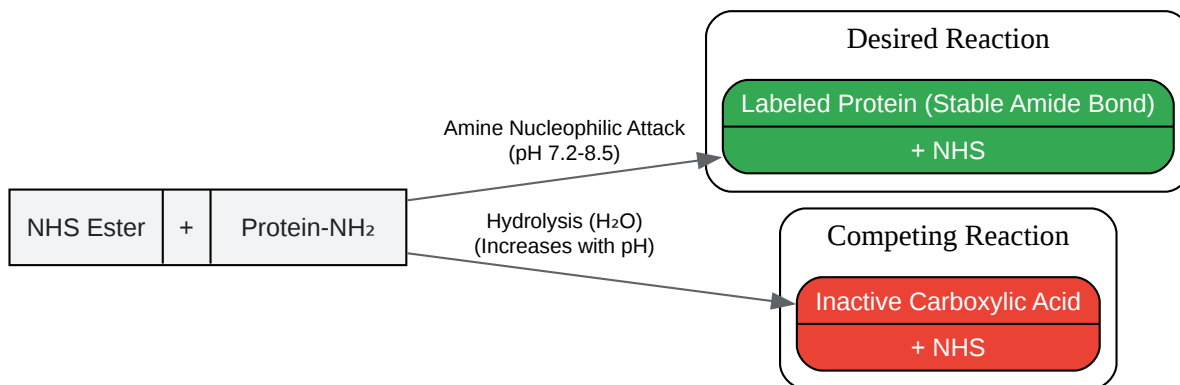 Desired Reaction
Labeled Protein (Stable Amide Bond)
+ NHS
Amine Nucleophilic Attack
(pH 7.2-8.5)
NHS Ester + Protein-NH₂
Hydrolysis (H₂O)
(Increases with pH)
Competing Reaction
Inactive Carboxylic Acid
+ NHS